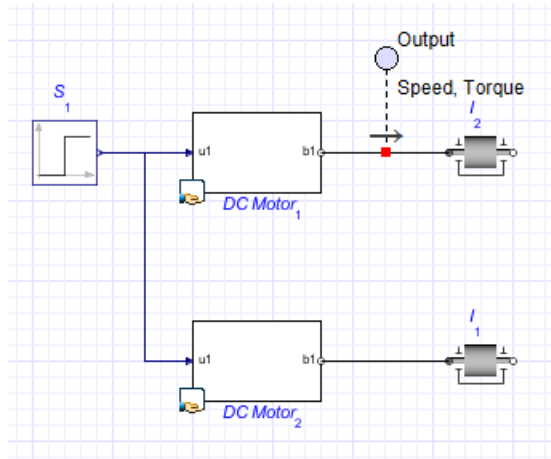 Output
Speed, Torque
S
1
I
2
u1
b1
DC Motor
1
I
1
u1
b1
DC Motor
2